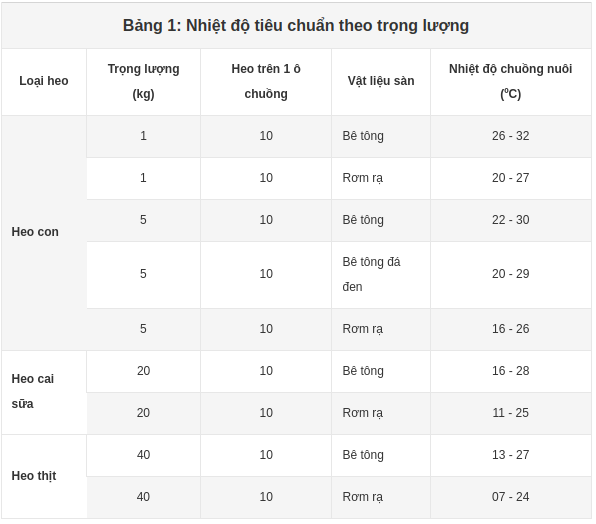 Bảng 1: Nhiệt độ tiêu chuẩn theo trọng lượng
Loại heo | Trọng lượng (kg) | Heo trên 1 ô chuồng | Vật liệu sàn | Nhiệt độ chuồng nuôi (⁰C)
Heo con | 1 | 10 | Bê tông | 26 - 32
1 | 10 | Rơm rạ | 20 - 27
5 | 10 | Bê tông | 22 - 30
5 | 10 | Bê tông đá đen | 20 - 29
5 | 10 | Rơm rạ | 16 - 26
Heo cai sữa | 20 | 10 | Bê tông | 16 - 28
20 | 10 | Rơm rạ | 11 - 25
Heo thịt | 40 | 10 | Bê tông | 13 - 27
40 | 10 | Rơm rạ | 07 - 24